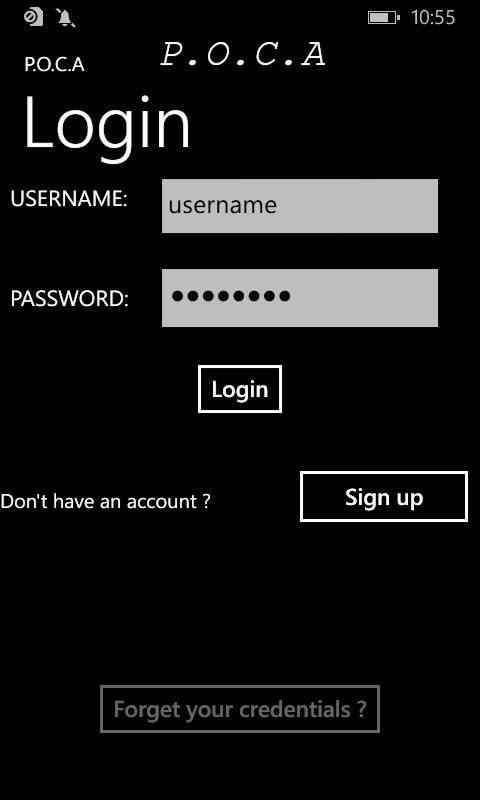 10:55
P.O.C.A
P.O.C.A
Login
USERNAME:
username
PASSWORD:
••••••••
Login
Don't have an account ?
Sign up
Forget your credentials ?